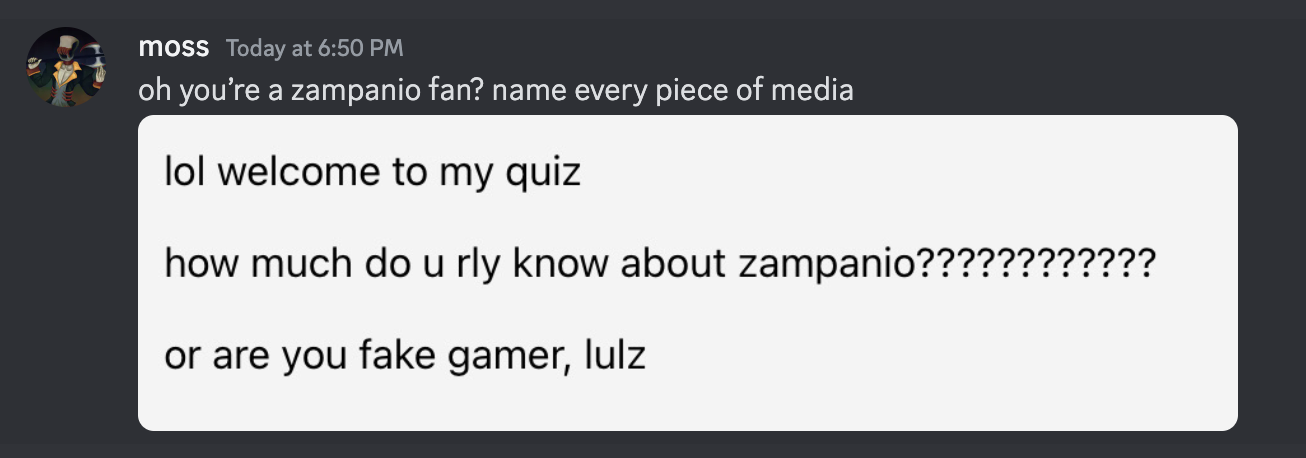 moss Today at 6:50 PM
oh you’re a zampanio fan? name every piece of media
lol welcome to my quiz
how much do u rly know about zampanio????????????
or are you fake gamer, lulz